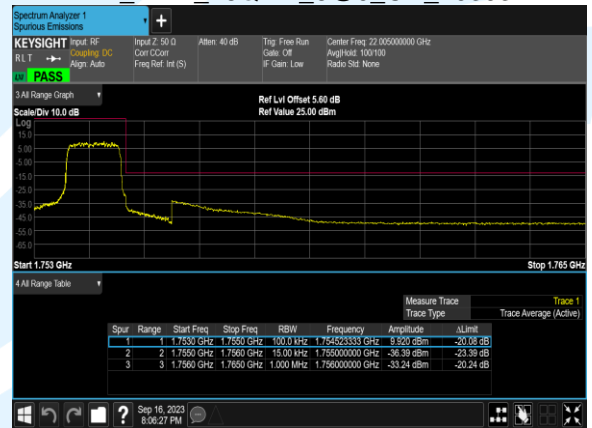 Spectrum Analyzer 1
Spurious Emissions
+
KEYSIGHT Input: RF Input Z: 50 Ω Atten: 40 dB Trig: Free Run Center Freq: 22.005000000 GHz
RLT Coupling: DC Corr CCorr Gate: Off Avg|Hold: 100/100
Align: Auto Freq Ref: Int (S) IF Gain: Low Radio Std: None
PASS
3 All Range Graph
Scale/Div 10.0 dB Ref Lvl Offset 5.60 dB
Ref Value 25.00 dBm
Log
15.0
5.00
-5.00
-15.0
-25.0
-35.0
-45.0
-55.0
-65.0
Start 1.753 GHz Stop 1.765 GHz
4 All Range Table
Measure Trace Trace 1
Trace Type Trace Average (Active)
Spur Range Start Freq Stop Freq RBW Frequency Amplitude ΔLimit
1 1 1.7530 GHz 1.7550 GHz 100.0 kHz 1.754523333 GHz 9.920 dBm -20.08 dB
2 2 1.7550 GHz 1.7560 GHz 15.00 kHz 1.755000000 GHz -36.39 dBm -23.39 dB
3 3 1.7560 GHz 1.7650 GHz 1.000 MHz 1.756000000 GHz -33.24 dBm -20.24 dB
? Sep 16, 2023
8:06:27 PM